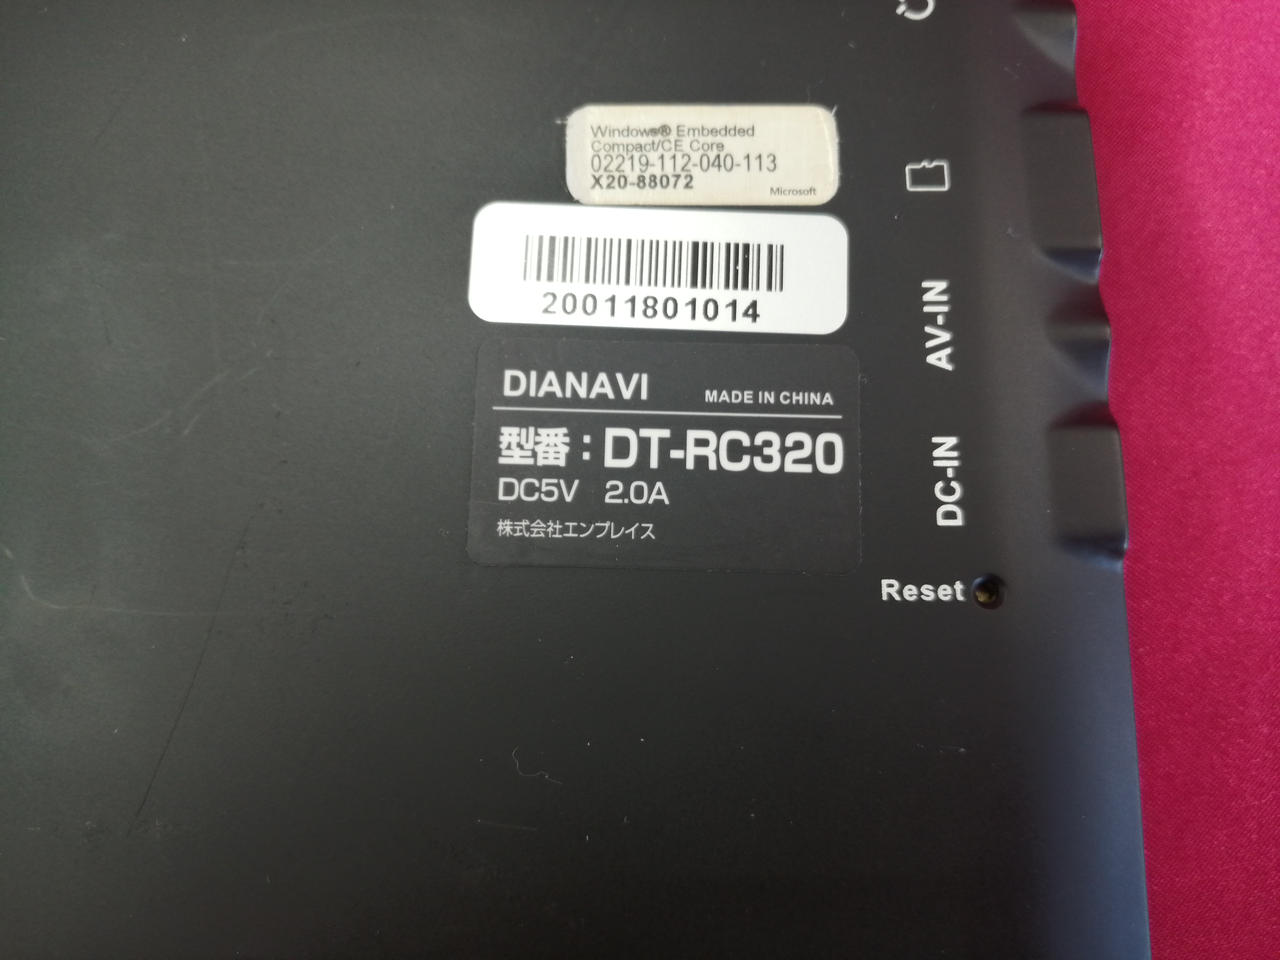 Windows® Embedded
Compact/CE Core
02219-112-040-113
X20-88072
Microsoft
20011801014
DIANAVI
MADE IN CHINA
型番：DT-RC320
DC5V 2.0A
株式会社エンプレイス
AV-IN
DC-IN
Reset